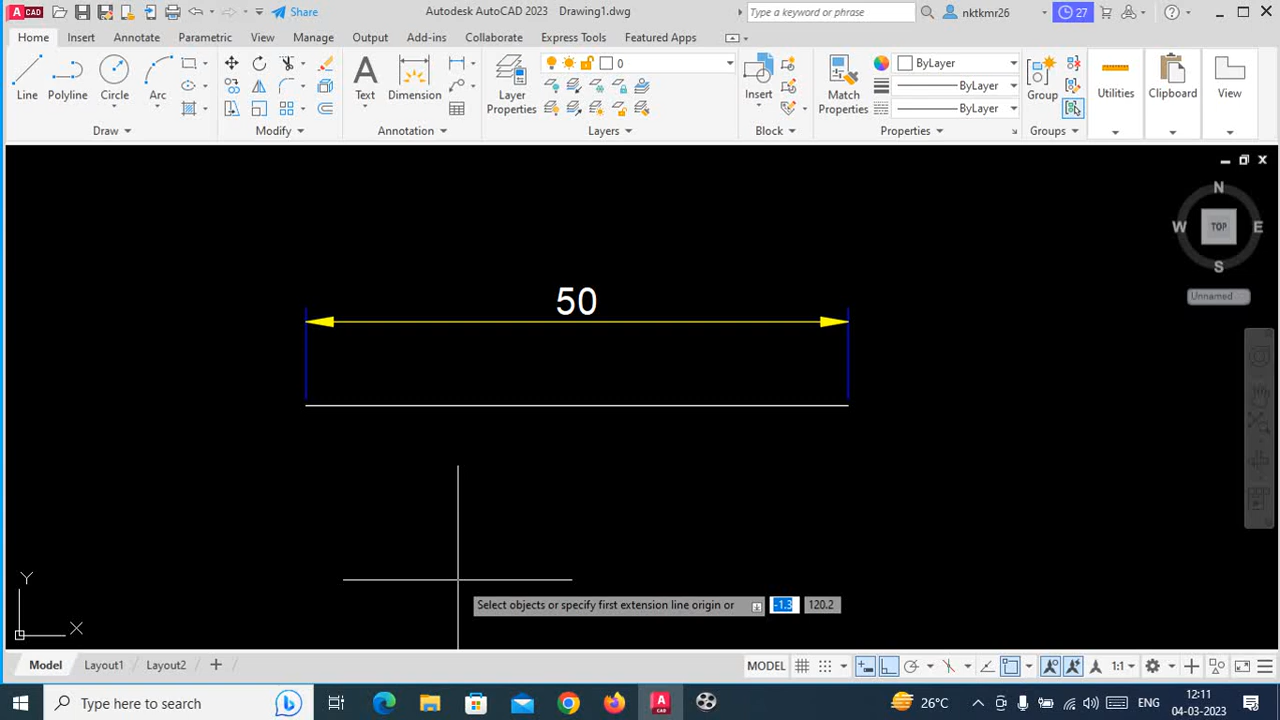 CAD
Share
Autodesk AutoCAD 2023 Drawing1.dwg
Type a keyword or phrase
nktkmr26
27
Home Insert Annotate Parametric View Manage Output Add-ins Collaborate Express Tools Featured Apps
0
ByLayer
ByLayer
ByLayer
Line Polyline Circle Arc
Text Dimension
Layer
Properties
Insert
Match
Properties
Group
Utilities Clipboard View
Draw Modify Annotation Layers Block Properties Groups
N
W TOP E
S
Unnamed
50
Y
X
Select objects or specify first extension line origin or -1.3 120.2
Model Layout1 Layout2 +
MODEL 1:1
Type here to search
26°C
ENG
12:11
04-03-2023